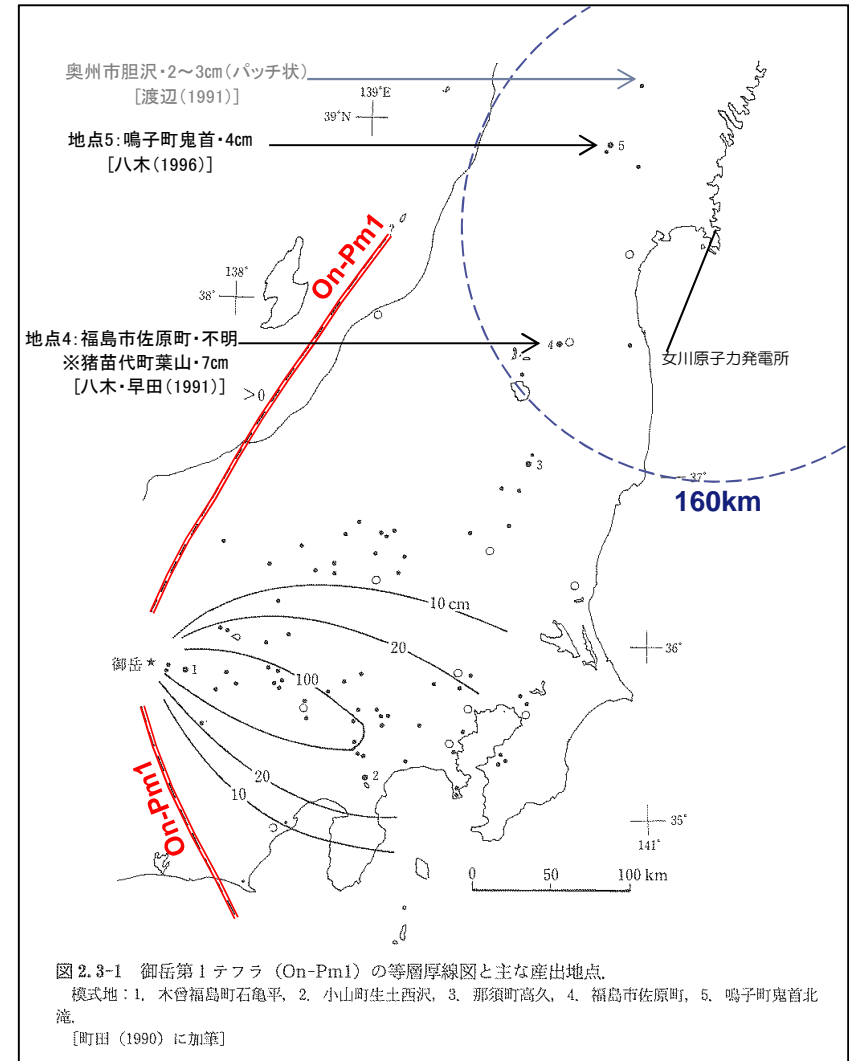 奥州市胆沢・2～3㎝（パッチ状）
[渡辺（1991）]
139°E
39°N
地点5：鳴子町鬼首・4cm
[八木（1996）]
5
?
On-Pm1
138°
38°
地点4：福島市佐原町・不明
※猪苗代町葉山・7cm
[八木・早田（1991）]
4
女川原子力発電所
>0
3
37°
160km
10 cm
20
36°
御岳
1
100
20
2
10
On-Pm1
35°
141°
0 50 100 km
図 2.3-1 御岳第1テフラ（On-Pm1）の等層厚線図と主な産出地点.
模式地：1. 木曾福島町石亀平, 2. 小山町生土西沢, 3. 那須町高久, 4. 福島市佐原町, 5. 鳴子町鬼首北
滝.
[町田（1990）に加筆]